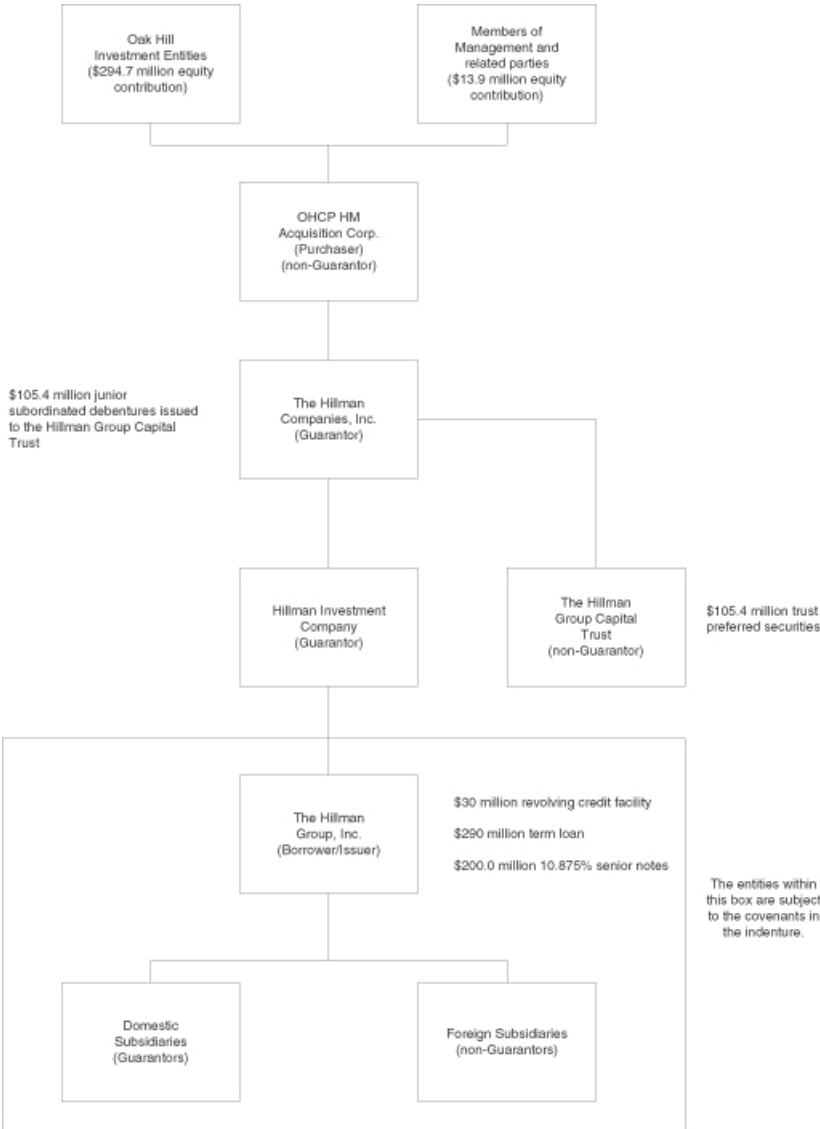 Oak Hill
Investment Entities
($294.7 million equity
contribution)
Members of
Management and
related parties
($13.9 million equity
contribution)
OHCP HM
Acquisition Corp.
(Purchaser)
(non-Guarantor)
$105.4 million junior
subordinated debentures issued
to the Hillman Group Capital
Trust
The Hillman
Companies, Inc.
(Guarantor)
Hillman Investment
Company
(Guarantor)
The Hillman
Group Capital
Trust
(non-Guarantor)
$105.4 million trust
preferred securities
The Hillman
Group, Inc.
(Borrower/Issuer)
$30 million revolving credit facility
$290 million term loan
$200.0 million 10.875% senior notes
The entities within
this box are subject
to the covenants in
the indenture.
Domestic
Subsidiaries
(Guarantors)
Foreign Subsidiaries
(non-Guarantors)